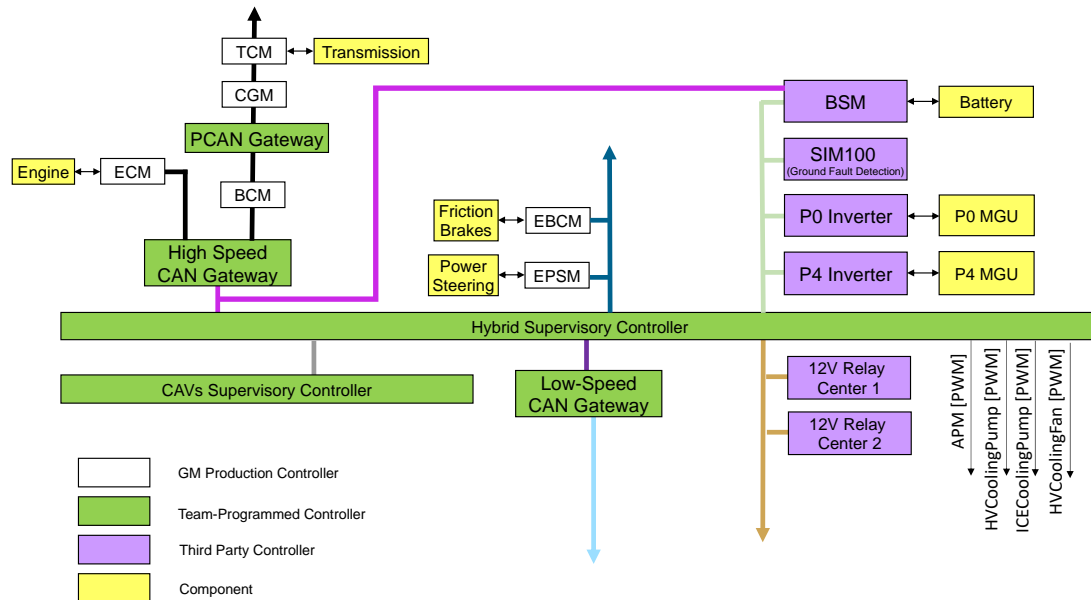 TCM
Transmission
CGM
BSM
Battery
PCAN Gateway
SIM100
(Ground Fault Detection)
Engine
ECM
BCM
Friction
Brakes
EBCM
P0 Inverter
P0 MGU
High Speed
CAN Gateway
Power
Steering
EPSM
P4 Inverter
P4 MGU
Hybrid Supervisory Controller
CAVs Supervisory Controller
Low-Speed
CAN Gateway
12V Relay
Center 1
12V Relay
Center 2
APM [PWM]
HVCoolingPump [PWM]
ICECoolingPump [PWM]
HVCoolingFan [PWM]
GM Production Controller
Team-Programmed Controller
Third Party Controller
Component